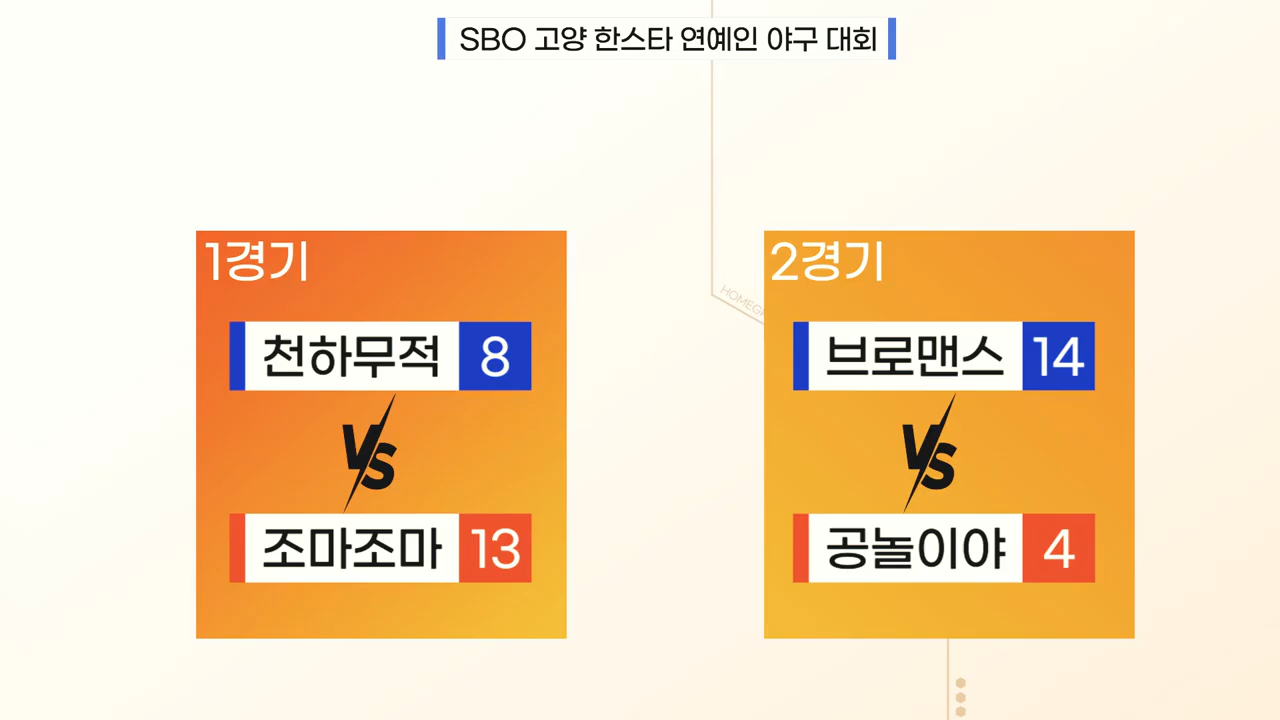 SBO 고양 한스타 연예인 야구 대회
1경기
천하무적 8
VS
조마조마 13
2경기
브로맨스 14
VS
공놀이야 4